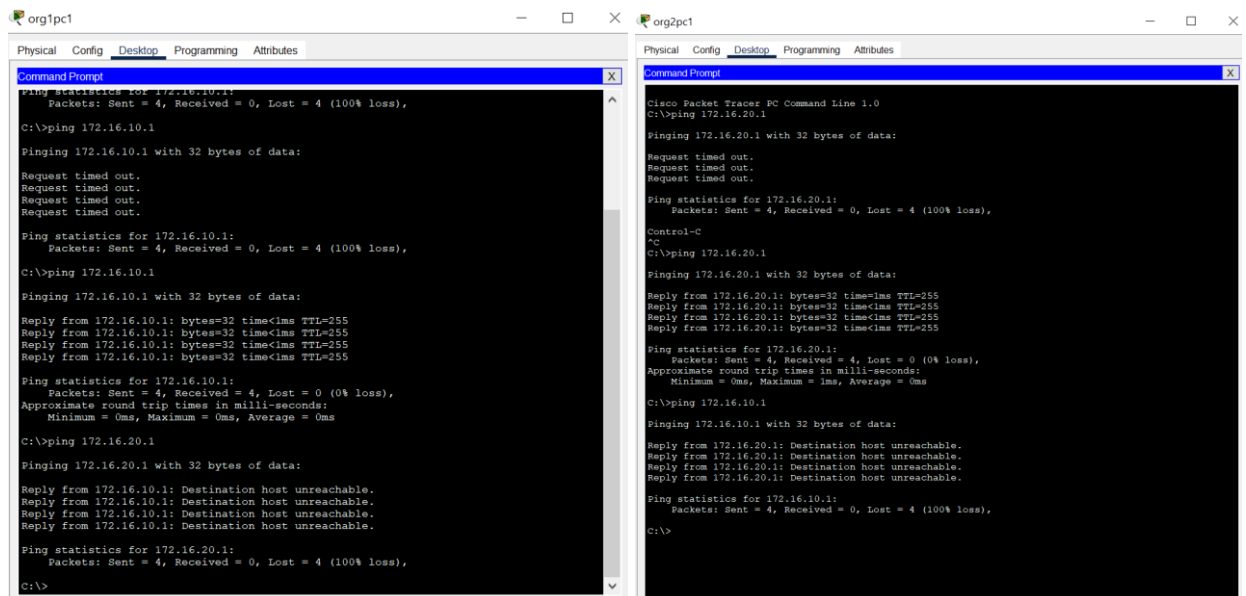 org1pc1
Physical Config Desktop Programming Attributes
Command Prompt X
Ping statistics for 172.16.10.1:
Packets: Sent = 4, Received = 0, Lost = 4 (100% loss),
C:\>ping 172.16.10.1
Pinging 172.16.10.1 with 32 bytes of data:
Request timed out.
Request timed out.
Request timed out.
Request timed out.
Ping statistics for 172.16.10.1:
Packets: Sent = 4, Received = 0, Lost = 4 (100% loss),
C:\>ping 172.16.10.1
Pinging 172.16.10.1 with 32 bytes of data:
Reply from 172.16.10.1: bytes=32 time<1ms TTL=255
Reply from 172.16.10.1: bytes=32 time<1ms TTL=255
Reply from 172.16.10.1: bytes=32 time<1ms TTL=255
Reply from 172.16.10.1: bytes=32 time<1ms TTL=255
Ping statistics for 172.16.10.1:
Packets: Sent = 4, Received = 4, Lost = 0 (0% loss),
Approximate round trip times in milli-seconds:
Minimum = 0ms, Maximum = 0ms, Average = 0ms
C:\>ping 172.16.20.1
Pinging 172.16.20.1 with 32 bytes of data:
Reply from 172.16.10.1: Destination host unreachable.
Reply from 172.16.10.1: Destination host unreachable.
Reply from 172.16.10.1: Destination host unreachable.
Reply from 172.16.10.1: Destination host unreachable.
Ping statistics for 172.16.20.1:
Packets: Sent = 4, Received = 0, Lost = 4 (100% loss),
C:\>
org2pc1
Physical Config Desktop Programming Attributes
Command Prompt X
Cisco Packet Tracer PC Command Line 1.0
C:\>ping 172.16.20.1
Pinging 172.16.20.1 with 32 bytes of data:
Request timed out.
Request timed out.
Request timed out.
Ping statistics for 172.16.20.1:
Packets: Sent = 4, Received = 0, Lost = 4 (100% loss),
Control-C
^C
C:\>ping 172.16.20.1
Pinging 172.16.20.1 with 32 bytes of data:
Reply from 172.16.20.1: bytes=32 time=1ms TTL=255
Reply from 172.16.20.1: bytes=32 time<1ms TTL=255
Reply from 172.16.20.1: bytes=32 time<1ms TTL=255
Reply from 172.16.20.1: bytes=32 time<1ms TTL=255
Ping statistics for 172.16.20.1:
Packets: Sent = 4, Received = 4, Lost = 0 (0% loss),
Approximate round trip times in milli-seconds:
Minimum = 0ms, Maximum = 1ms, Average = 0ms
C:\>ping 172.16.10.1
Pinging 172.16.10.1 with 32 bytes of data:
Reply from 172.16.20.1: Destination host unreachable.
Reply from 172.16.20.1: Destination host unreachable.
Reply from 172.16.20.1: Destination host unreachable.
Reply from 172.16.20.1: Destination host unreachable.
Ping statistics for 172.16.10.1:
Packets: Sent = 4, Received = 0, Lost = 4 (100% loss),
C:\>